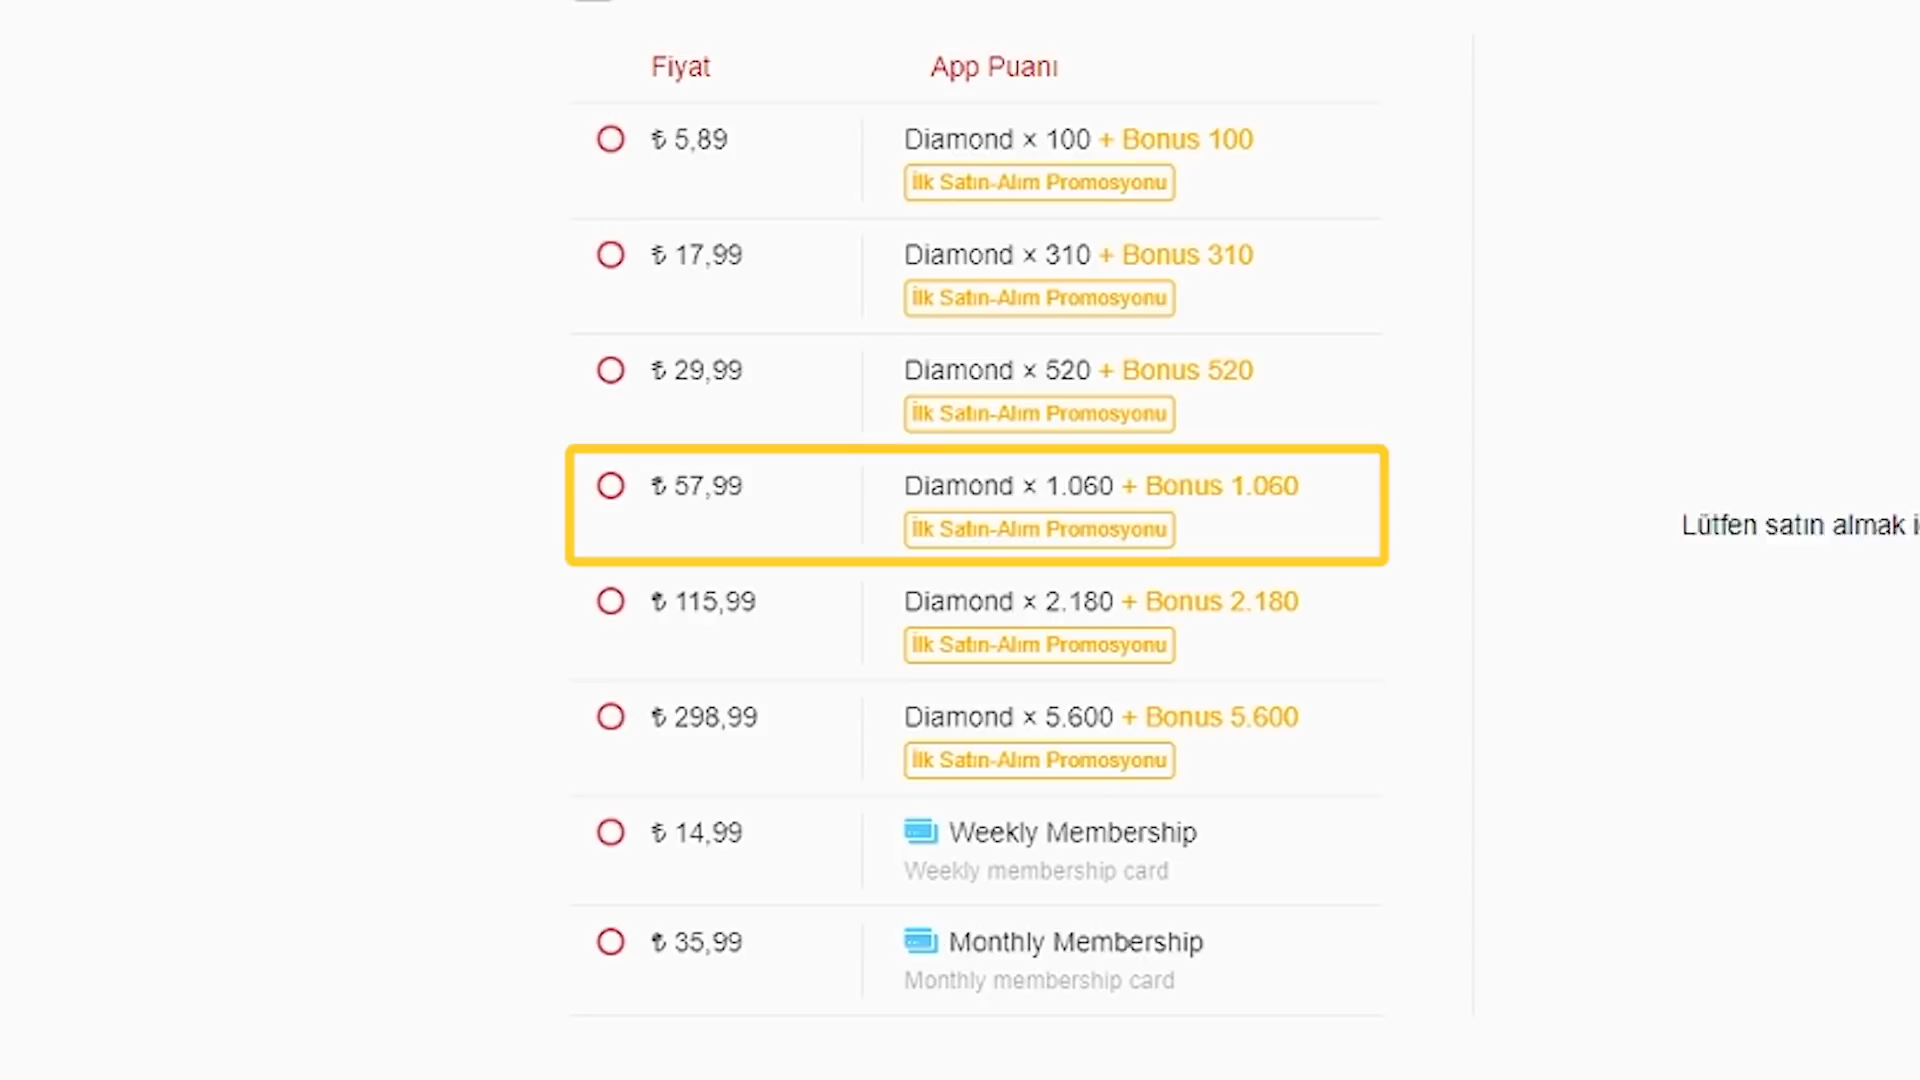 Fiyat App Puanı
₺ 5,89 Diamond × 100 + Bonus 100
İlk Satın-Alım Promosyonu
₺ 17,99 Diamond × 310 + Bonus 310
İlk Satın-Alım Promosyonu
₺ 29,99 Diamond × 520 + Bonus 520
İlk Satın-Alım Promosyonu
₺ 57,99 Diamond × 1.060 + Bonus 1.060
İlk Satın-Alım Promosyonu
₺ 115,99 Diamond × 2.180 + Bonus 2.180
İlk Satın-Alım Promosyonu
₺ 298,99 Diamond × 5.600 + Bonus 5.600
İlk Satın-Alım Promosyonu
₺ 14,99 Weekly Membership
Weekly membership card
₺ 35,99 Monthly Membership
Monthly membership card
Lütfen satın almak